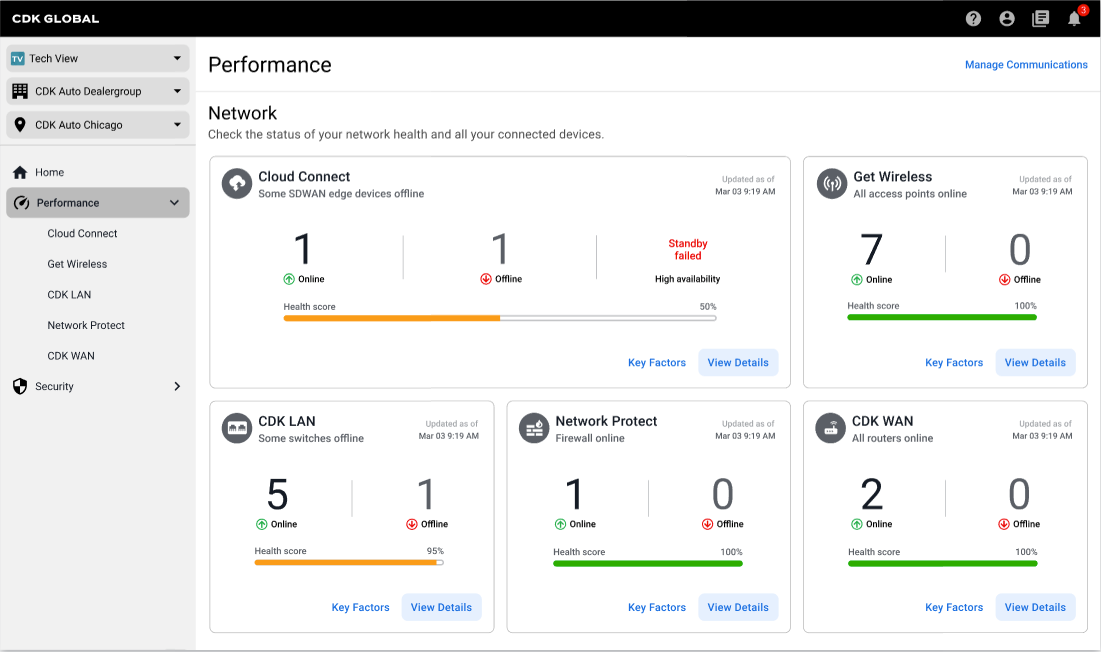 CDK GLOBAL
3
TV Tech View
CDK Auto Dealergroup
CDK Auto Chicago
Home
Performance
Cloud Connect
Get Wireless
CDK LAN
Network Protect
CDK WAN
Security
Performance
Manage Communications
Network
Check the status of your network health and all your connected devices.
Cloud Connect
Some SDWAN edge devices offline
Updated as of
Mar 03 9:19 AM
1
Online
1
Offline
Standby
failed
High availability
Health score 50%
Key Factors View Details
Get Wireless
All access points online
Updated as of
Mar 03 9:19 AM
7
Online
0
Offline
Health score 100%
Key Factors View Details
CDK LAN
Some switches offline
Updated as of
Mar 03 9:19 AM
5
Online
1
Offline
Health score 95%
Key Factors View Details
Network Protect
Firewall online
Updated as of
Mar 03 9:19 AM
1
Online
0
Offline
Health score 100%
Key Factors View Details
CDK WAN
All routers online
Updated as of
Mar 03 9:19 AM
2
Online
0
Offline
Health score 100%
Key Factors View Details